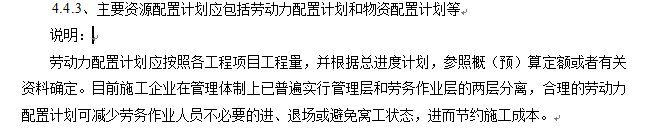 4.4.3、主要资源配置计划应包括劳动力配置计划和物资配置计划等
说明：
劳动力配置计划应按照各工程项目工程量，并根据总进度计划，参照概（预）算定额或者有关
资料确定。目前施工企业在管理体制上已普遍实行管理层和劳务作业层的两层分离，合理的劳动力
配置计划可减少劳务作业人员不必要的进、退场或避免窝工状态，进而节约施工成本。